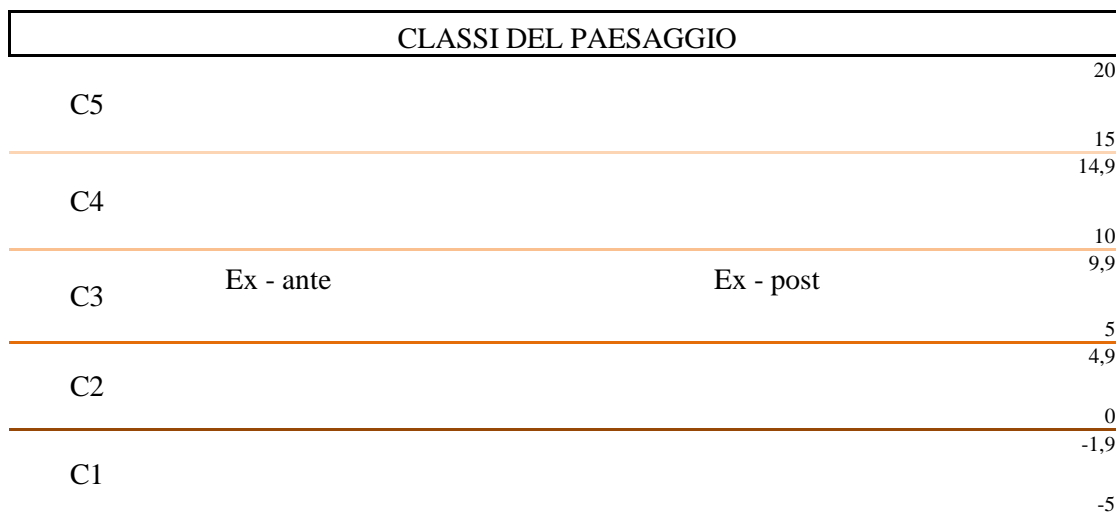 CLASSI DEL PAESAGGIO
20
C5
15
14,9
C4
10
9,9
Ex - ante Ex - post
C3
5
4,9
C2
0
-1,9
C1
-5